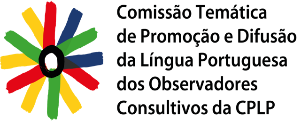 Comissão Temática
de Promoção e Difusão
da Língua Portuguesa
dos Observadores
Consultivos da CPLP